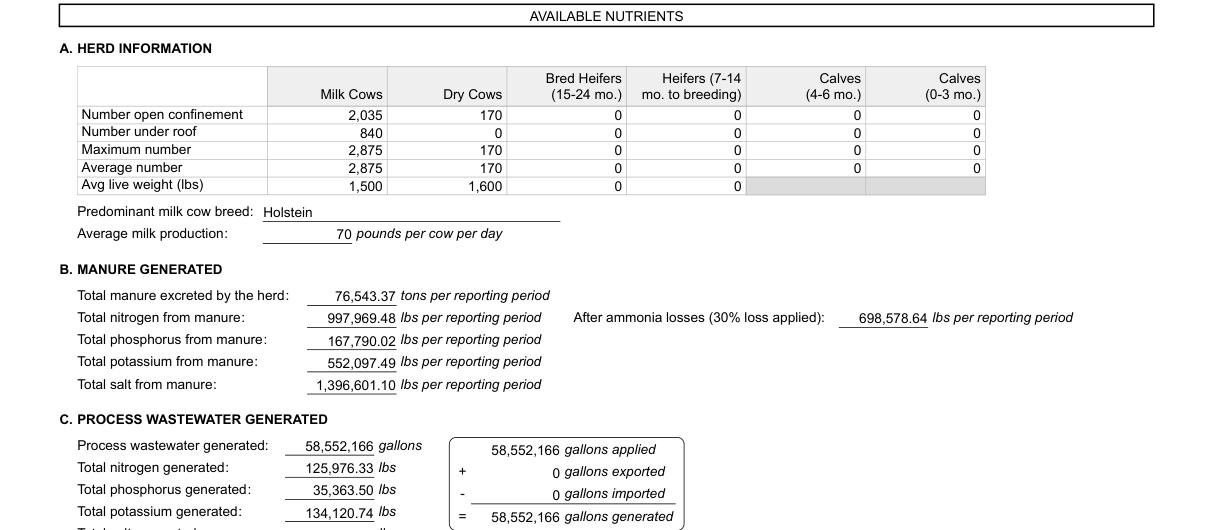 AVAILABLE NUTRIENTS
A. HERD INFORMATION
Milk Cows Dry Cows Bred Heifers (15-24 mo.) Heifers (7-14 mo. to breeding) Calves (4-6 mo.) Calves (0-3 mo.)
Number open confinement 2,035 170 0 0 0 0
Number under roof 840 0 0 0 0 0
Maximum number 2,875 170 0 0 0 0
Average number 2,875 170 0 0 0 0
Avg live weight (lbs) 1,500 1,600 0 0
Predominant milk cow breed: Holstein
Average milk production: 70 pounds per cow per day
B. MANURE GENERATED
Total manure excreted by the herd: 76,543.37 tons per reporting period
Total nitrogen from manure: 997,969.48 lbs per reporting period After ammonia losses (30% loss applied): 698,578.64 lbs per reporting period
Total phosphorus from manure: 167,790.02 lbs per reporting period
Total potassium from manure: 552,097.49 lbs per reporting period
Total salt from manure: 1,396,601.10 lbs per reporting period
C. PROCESS WASTEWATER GENERATED
Process wastewater generated: 58,552,166 gallons 58,552,166 gallons applied
Total nitrogen generated: 125,976.33 lbs + 0 gallons exported
Total phosphorus generated: 35,363.50 lbs - 0 gallons imported
Total potassium generated: 134,120.74 lbs = 58,552,166 gallons generated